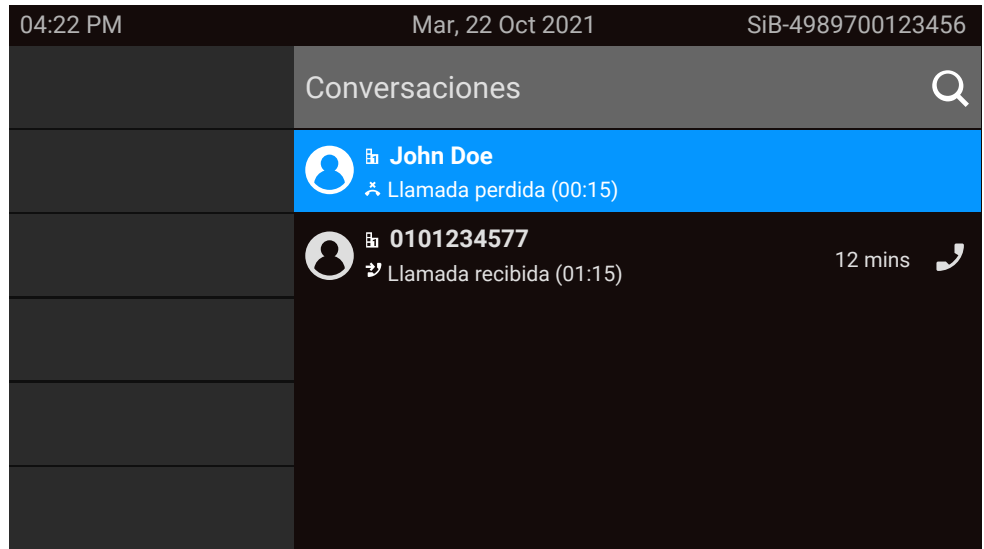 04:22 PM Mar, 22 Oct 2021 SiB-4989700123456
Conversaciones
John Doe
Llamada perdida (00:15)
0101234577
Llamada recibida (01:15)
12 mins